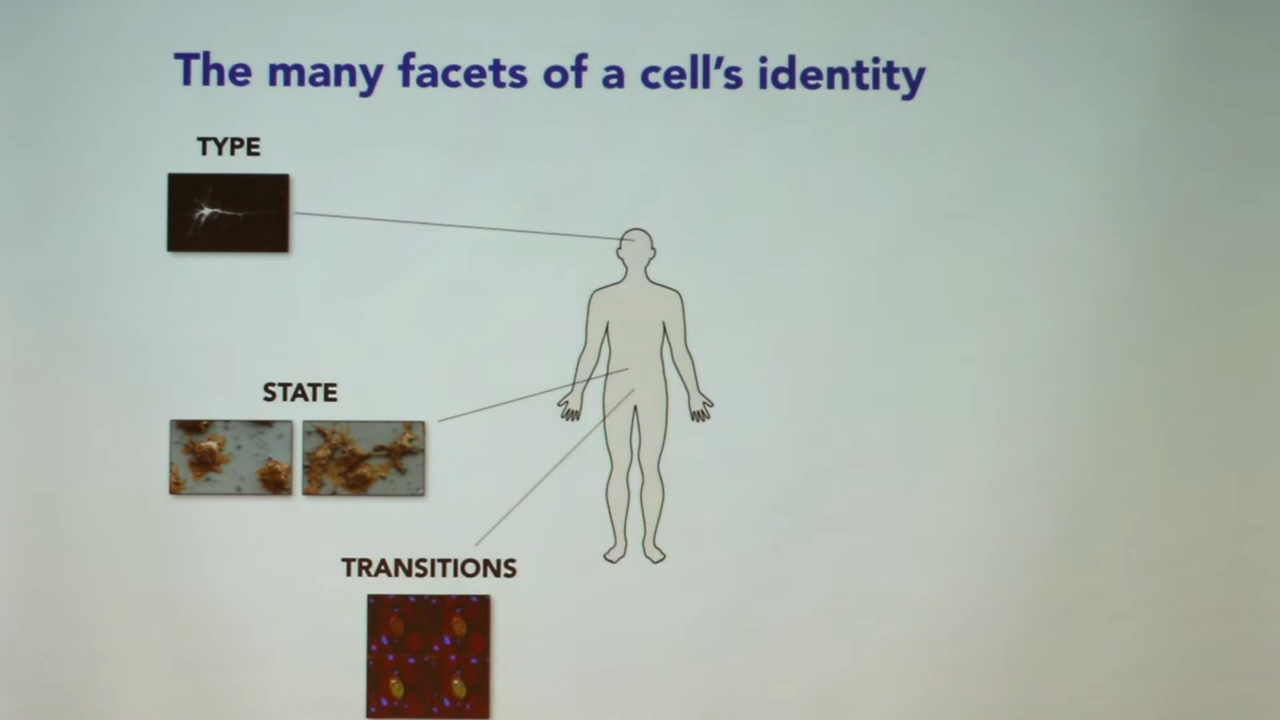 The many facets of a cell's identity
TYPE
STATE
TRANSITIONS